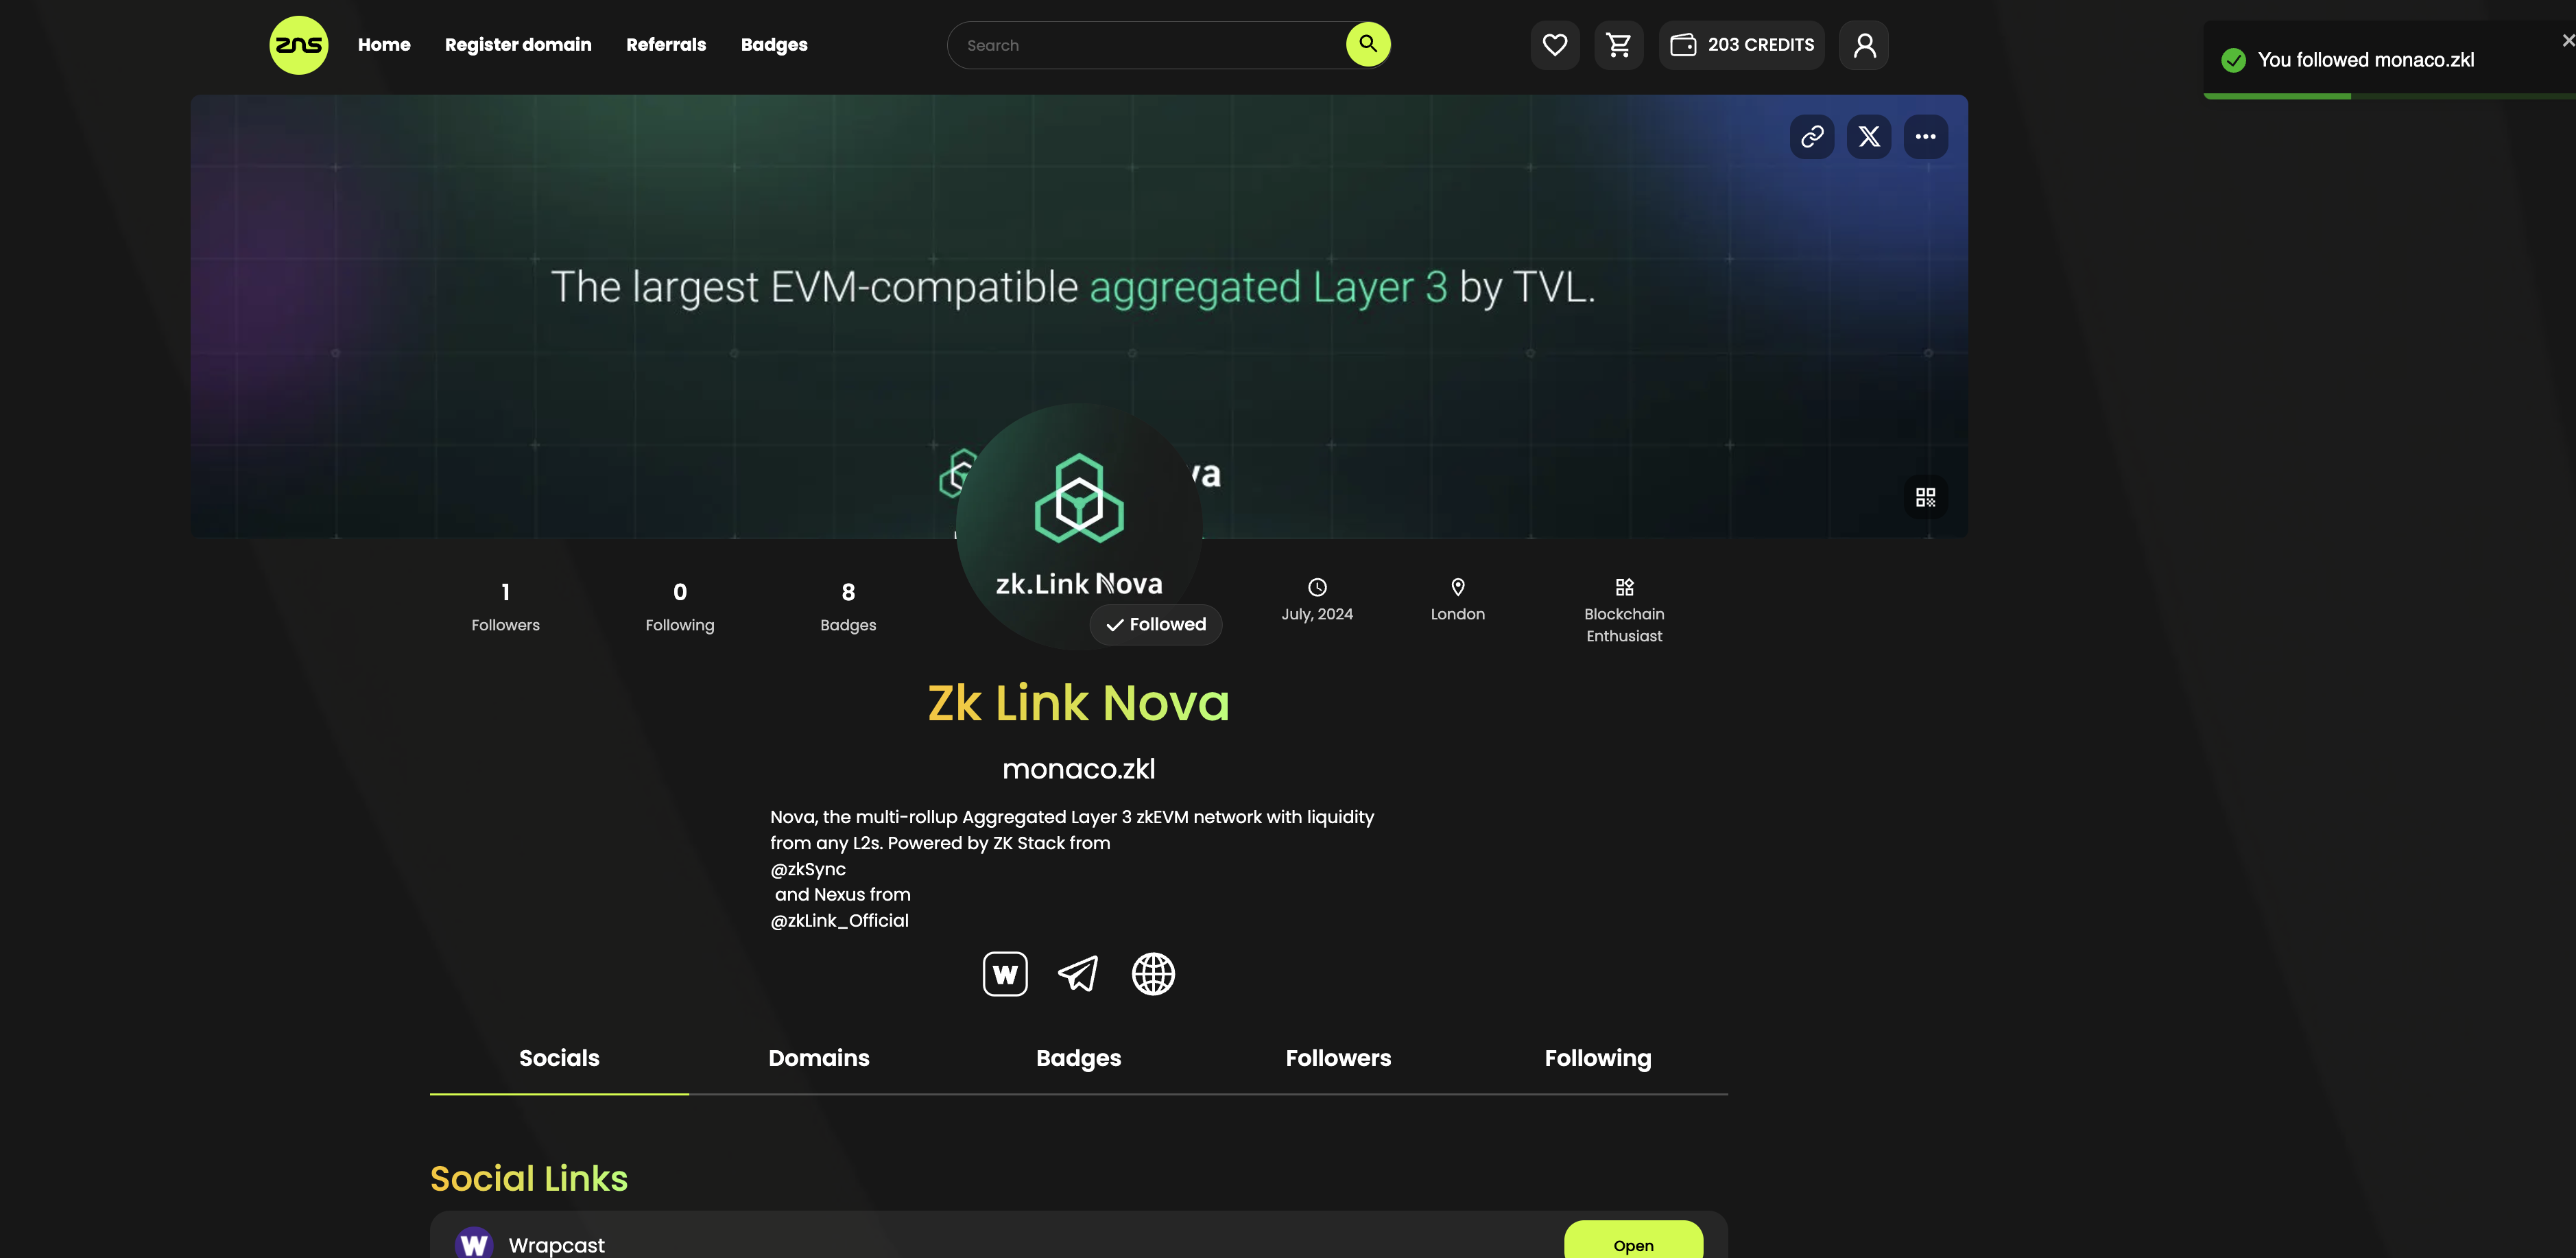 ZNS
Home
Register domain
Referrals
Badges
Search
203 CREDITS
You followed monaco.zkl
The largest EVM-compatible aggregated Layer 3 by TVL.
va
zk.Link Nova
Followed
1
Followers
0
Following
8
Badges
July, 2024
London
Blockchain
Enthusiast
Zk Link Nova
monaco.zkl
Nova, the multi-rollup Aggregated Layer 3 zkEVM network with liquidity
from any L2s. Powered by ZK Stack from
@zkSync
and Nexus from
@zkLink_Official
W
Socials
Domains
Badges
Followers
Following
Social Links
W
Wrapcast
Open